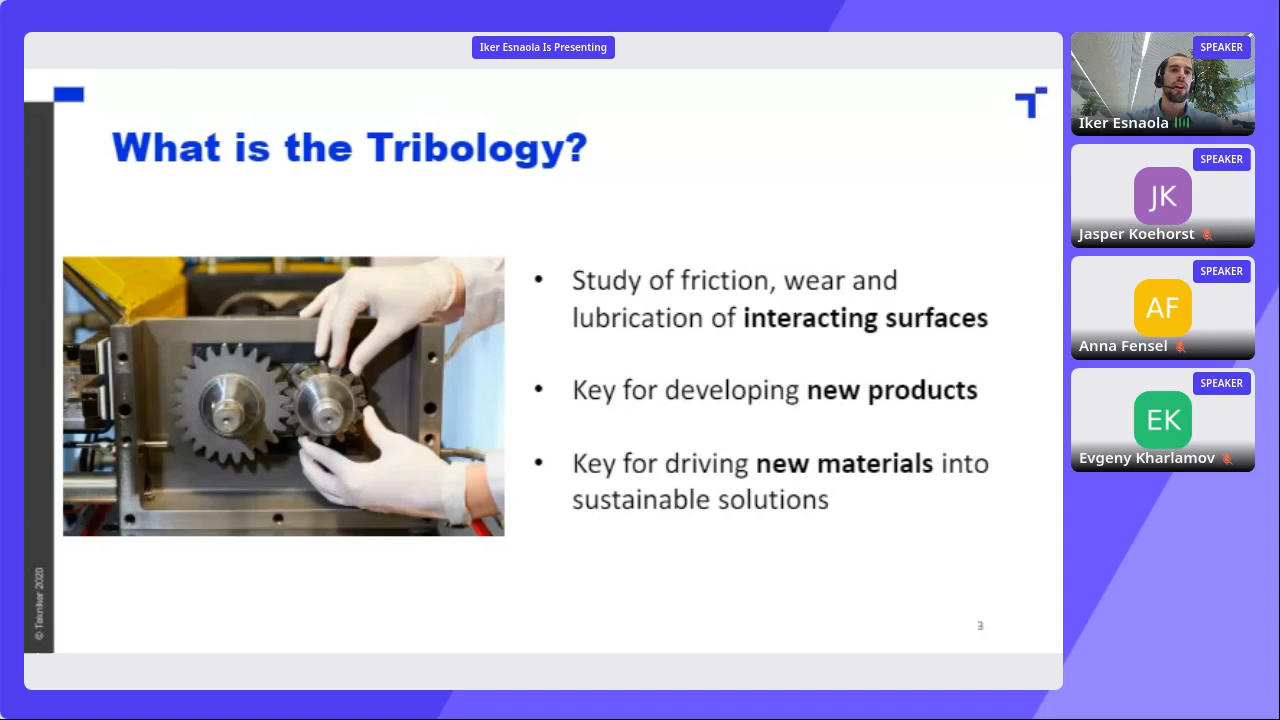 Iker Esnaola Is Presenting
What is the Tribology?
• Study of friction, wear and
lubrication of interacting surfaces
• Key for developing new products
• Key for driving new materials into
sustainable solutions
© Tekniker 2020
3
SPEAKER
Iker Esnaola
SPEAKER
JK
Jasper Koehorst
SPEAKER
AF
Anna Fensel
SPEAKER
EK
Evgeny Kharlamov